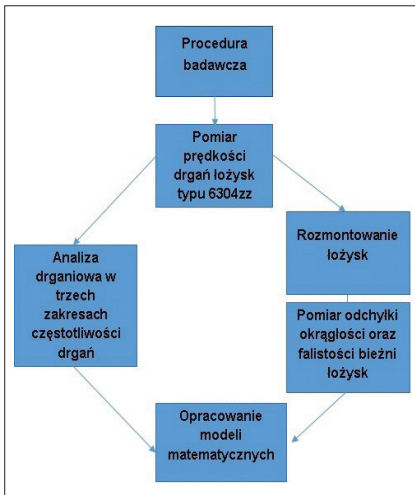 Procedura
badawcza
Pomiar
prędkości
drgań łożysk
typu 6304zz
Analiza
drganiowa w
trzech
zakresach
częstotliwości
drgań
Rozmontowanie
łożysk
Pomiar odchyłki
okrągłości oraz
falistości bieżni
łożysk
Opracowanie
modeli
matematycznych